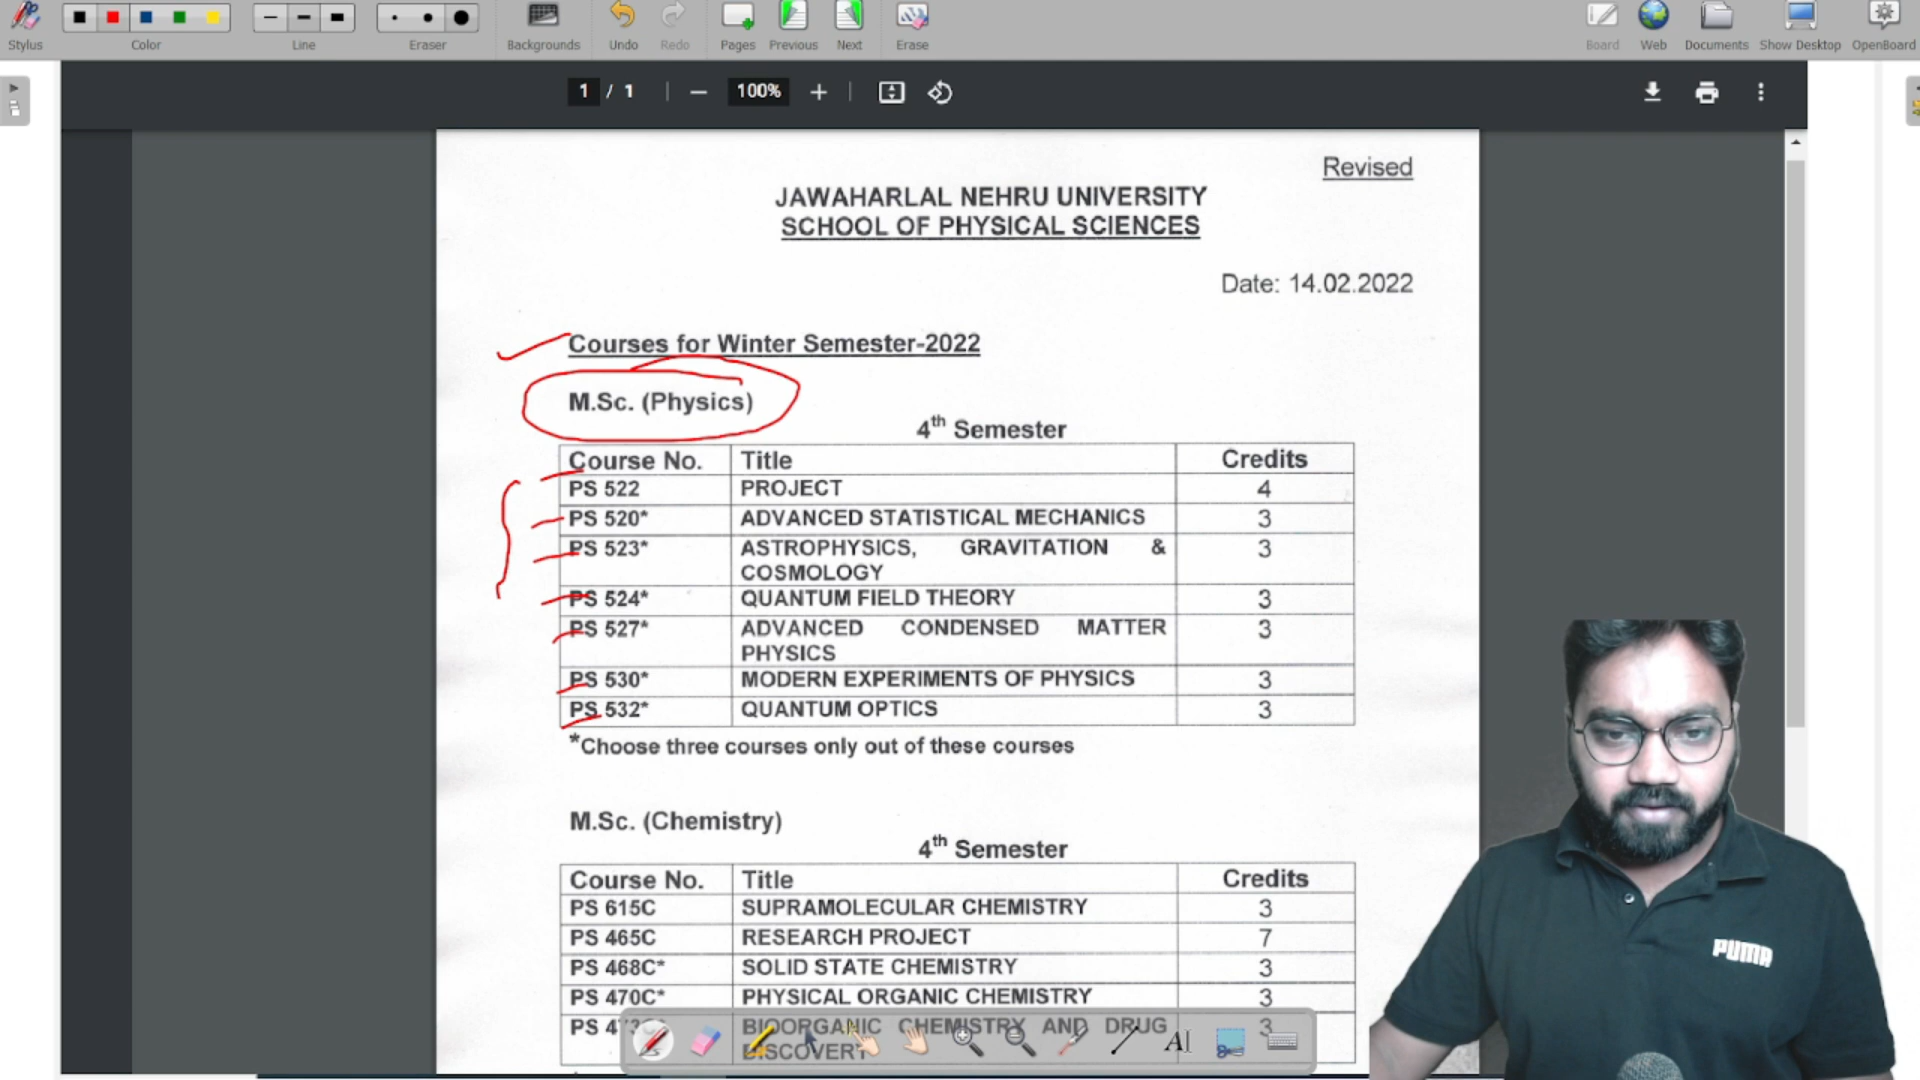 Stylus Color Line Eraser Backgrounds Undo Redo Pages Previous Next Erase Board Web Documents Show Desktop OpenBoard
1 / 1 100%
Revised
JAWAHARLAL NEHRU UNIVERSITY
SCHOOL OF PHYSICAL SCIENCES
Date: 14.02.2022
Courses for Winter Semester-2022
M.Sc. (Physics)
4th Semester
Course No. Title Credits
PS 522 PROJECT 4
PS 520* ADVANCED STATISTICAL MECHANICS 3
PS 523* ASTROPHYSICS, GRAVITATION & 3
COSMOLOGY
PS 524* QUANTUM FIELD THEORY 3
PS 527* ADVANCED CONDENSED MATTER 3
PHYSICS
PS 530* MODERN EXPERIMENTS OF PHYSICS 3
PS 532* QUANTUM OPTICS 3
*Choose three courses only out of these courses
M.Sc. (Chemistry)
4th Semester
Course No. Title Credits
PS 615C SUPRAMOLECULAR CHEMISTRY 3
PS 465C RESEARCH PROJECT 7
PS 468C* SOLID STATE CHEMISTRY 3
PS 470C* PHYSICAL ORGANIC CHEMISTRY 3
PS BIOORGANIC CHEMISTRY AND DRUG 3
DISCOVERY
PUMA